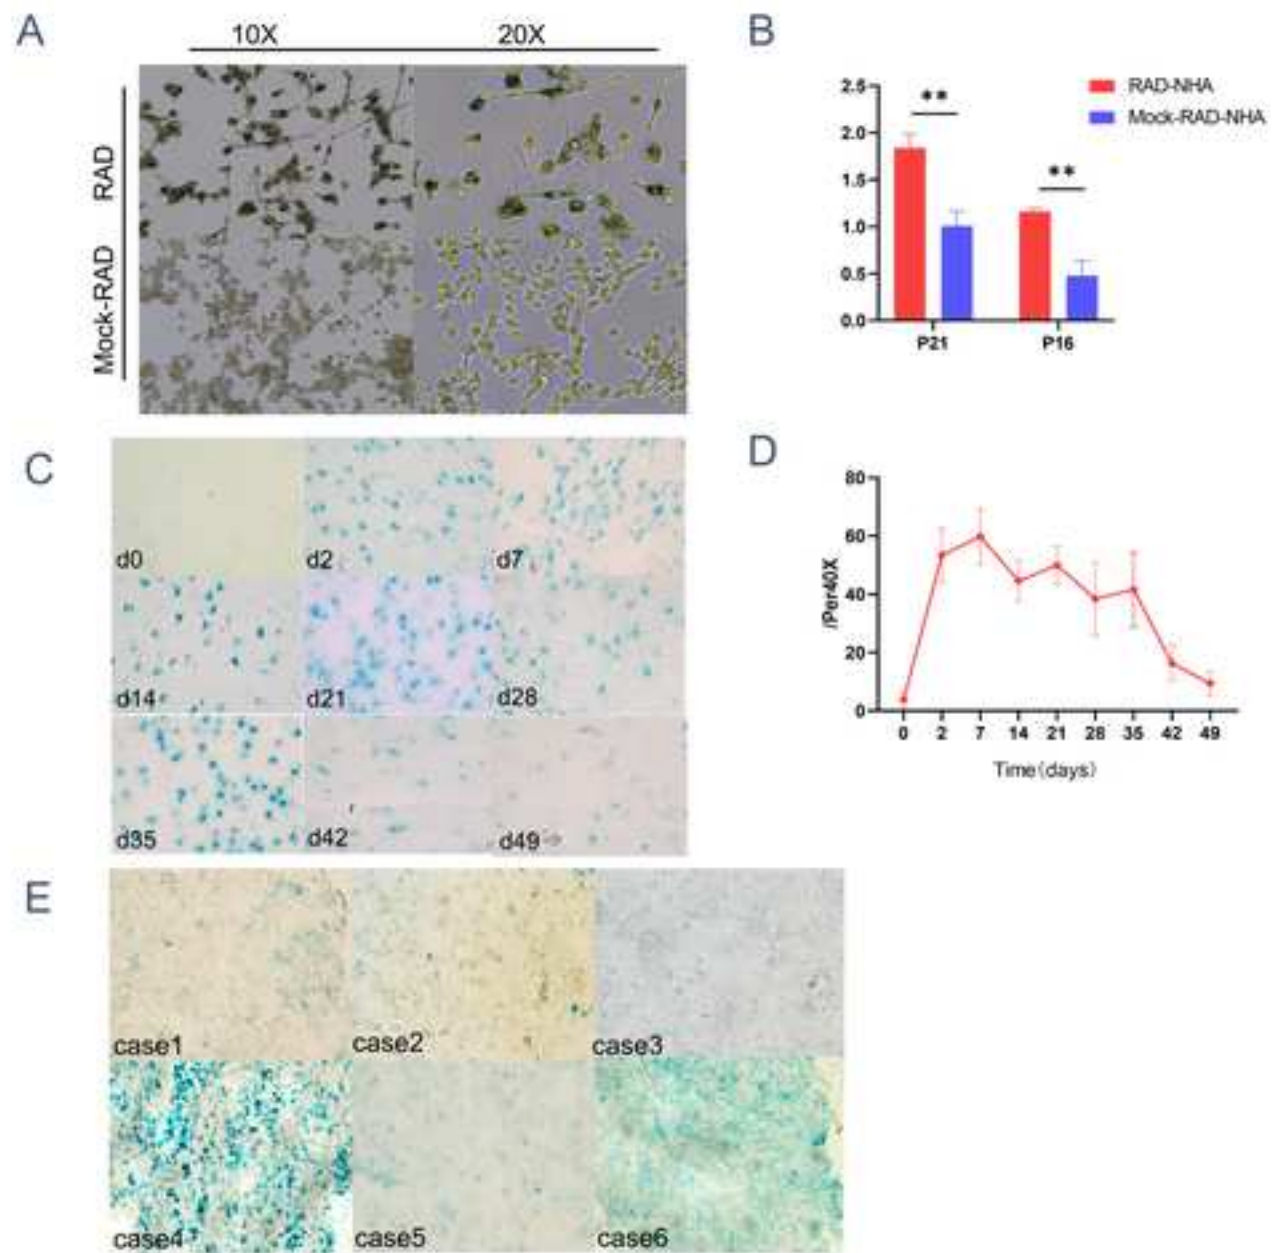 A
10X 20X
RAD
Mock-RAD
B
2.5
2.0
1.5
1.0
0.5
0.0
**
**
P21 P16
RAD-NHA
Mock-RAD-NHA
C
d0 d2 d7
d14 d21 d28
d35 d42 d49
D
80
60
40
20
0
/Per40X
0 2 7 14 21 28 35 42 49
Time(days)
E
case1 case2 case3
case4 case5 case6